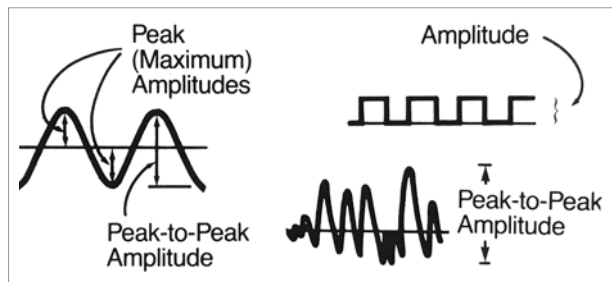 Peak
(Maximum)
Amplitudes
Peak-to-Peak
Amplitude
Amplitude
Peak-to-Peak
Amplitude